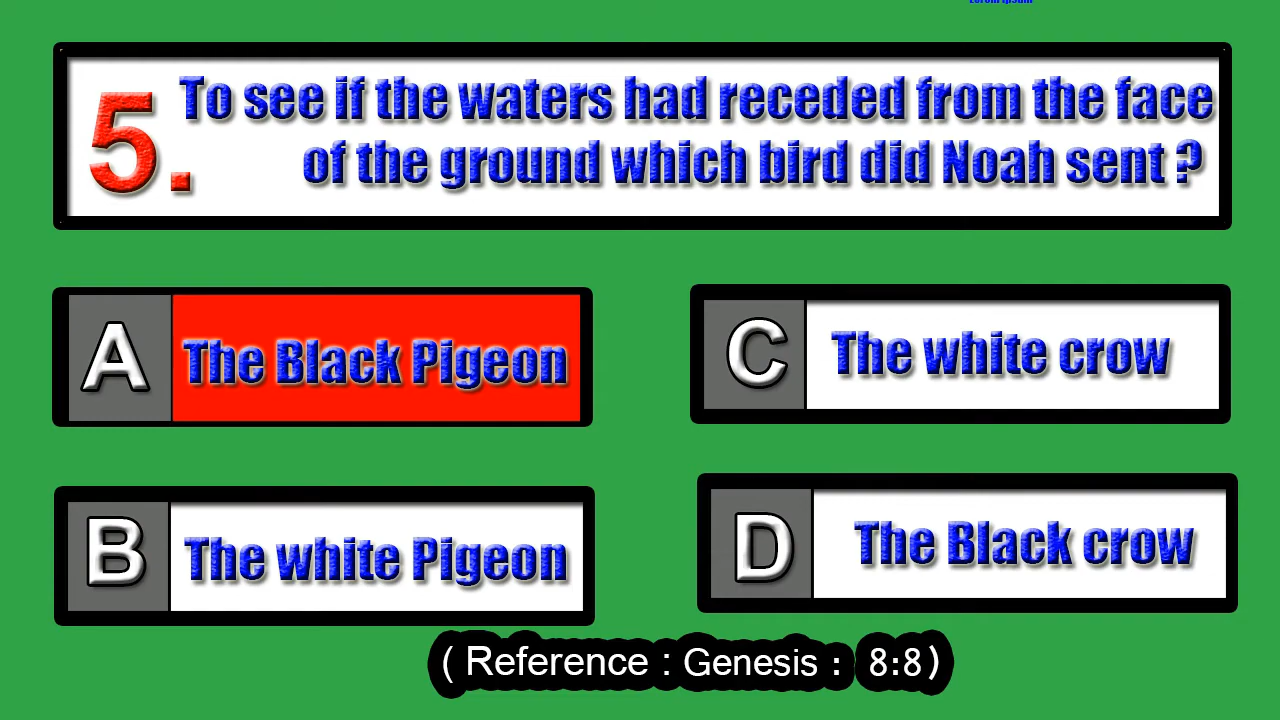 5. To see if the waters had receded from the face
of the ground which bird did Noah sent ?
A The Black Pigeon
C The white crow
B The white Pigeon
D The Black crow
( Reference : Genesis : 8:8)